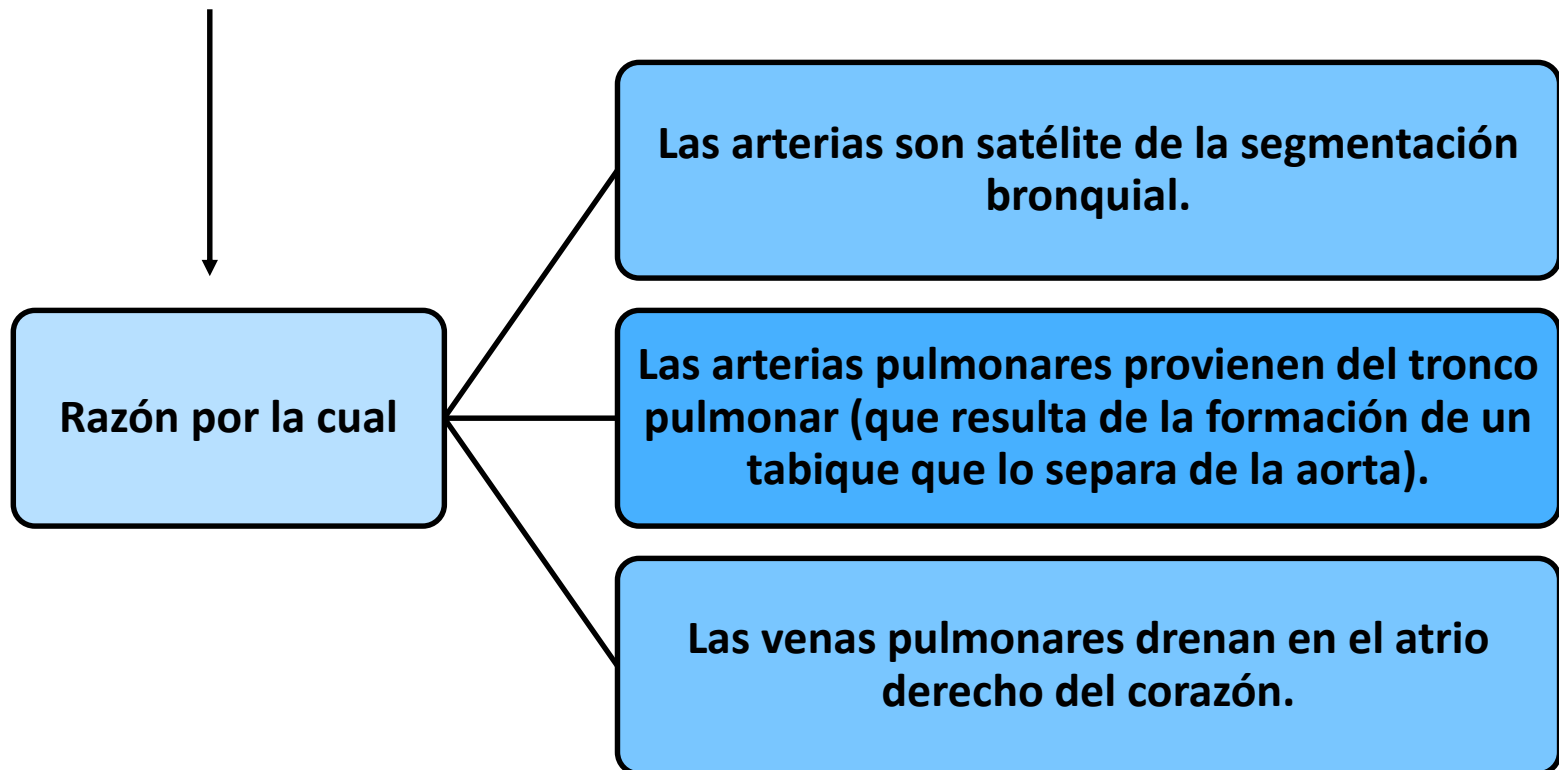 Las arterias son satélite de la segmentación
bronquial.
Razón por la cual
Las arterias pulmonares provienen del tronco
pulmonar (que resulta de la formación de un
tabique que lo separa de la aorta).
Las venas pulmonares drenan en el atrio
derecho del corazón.